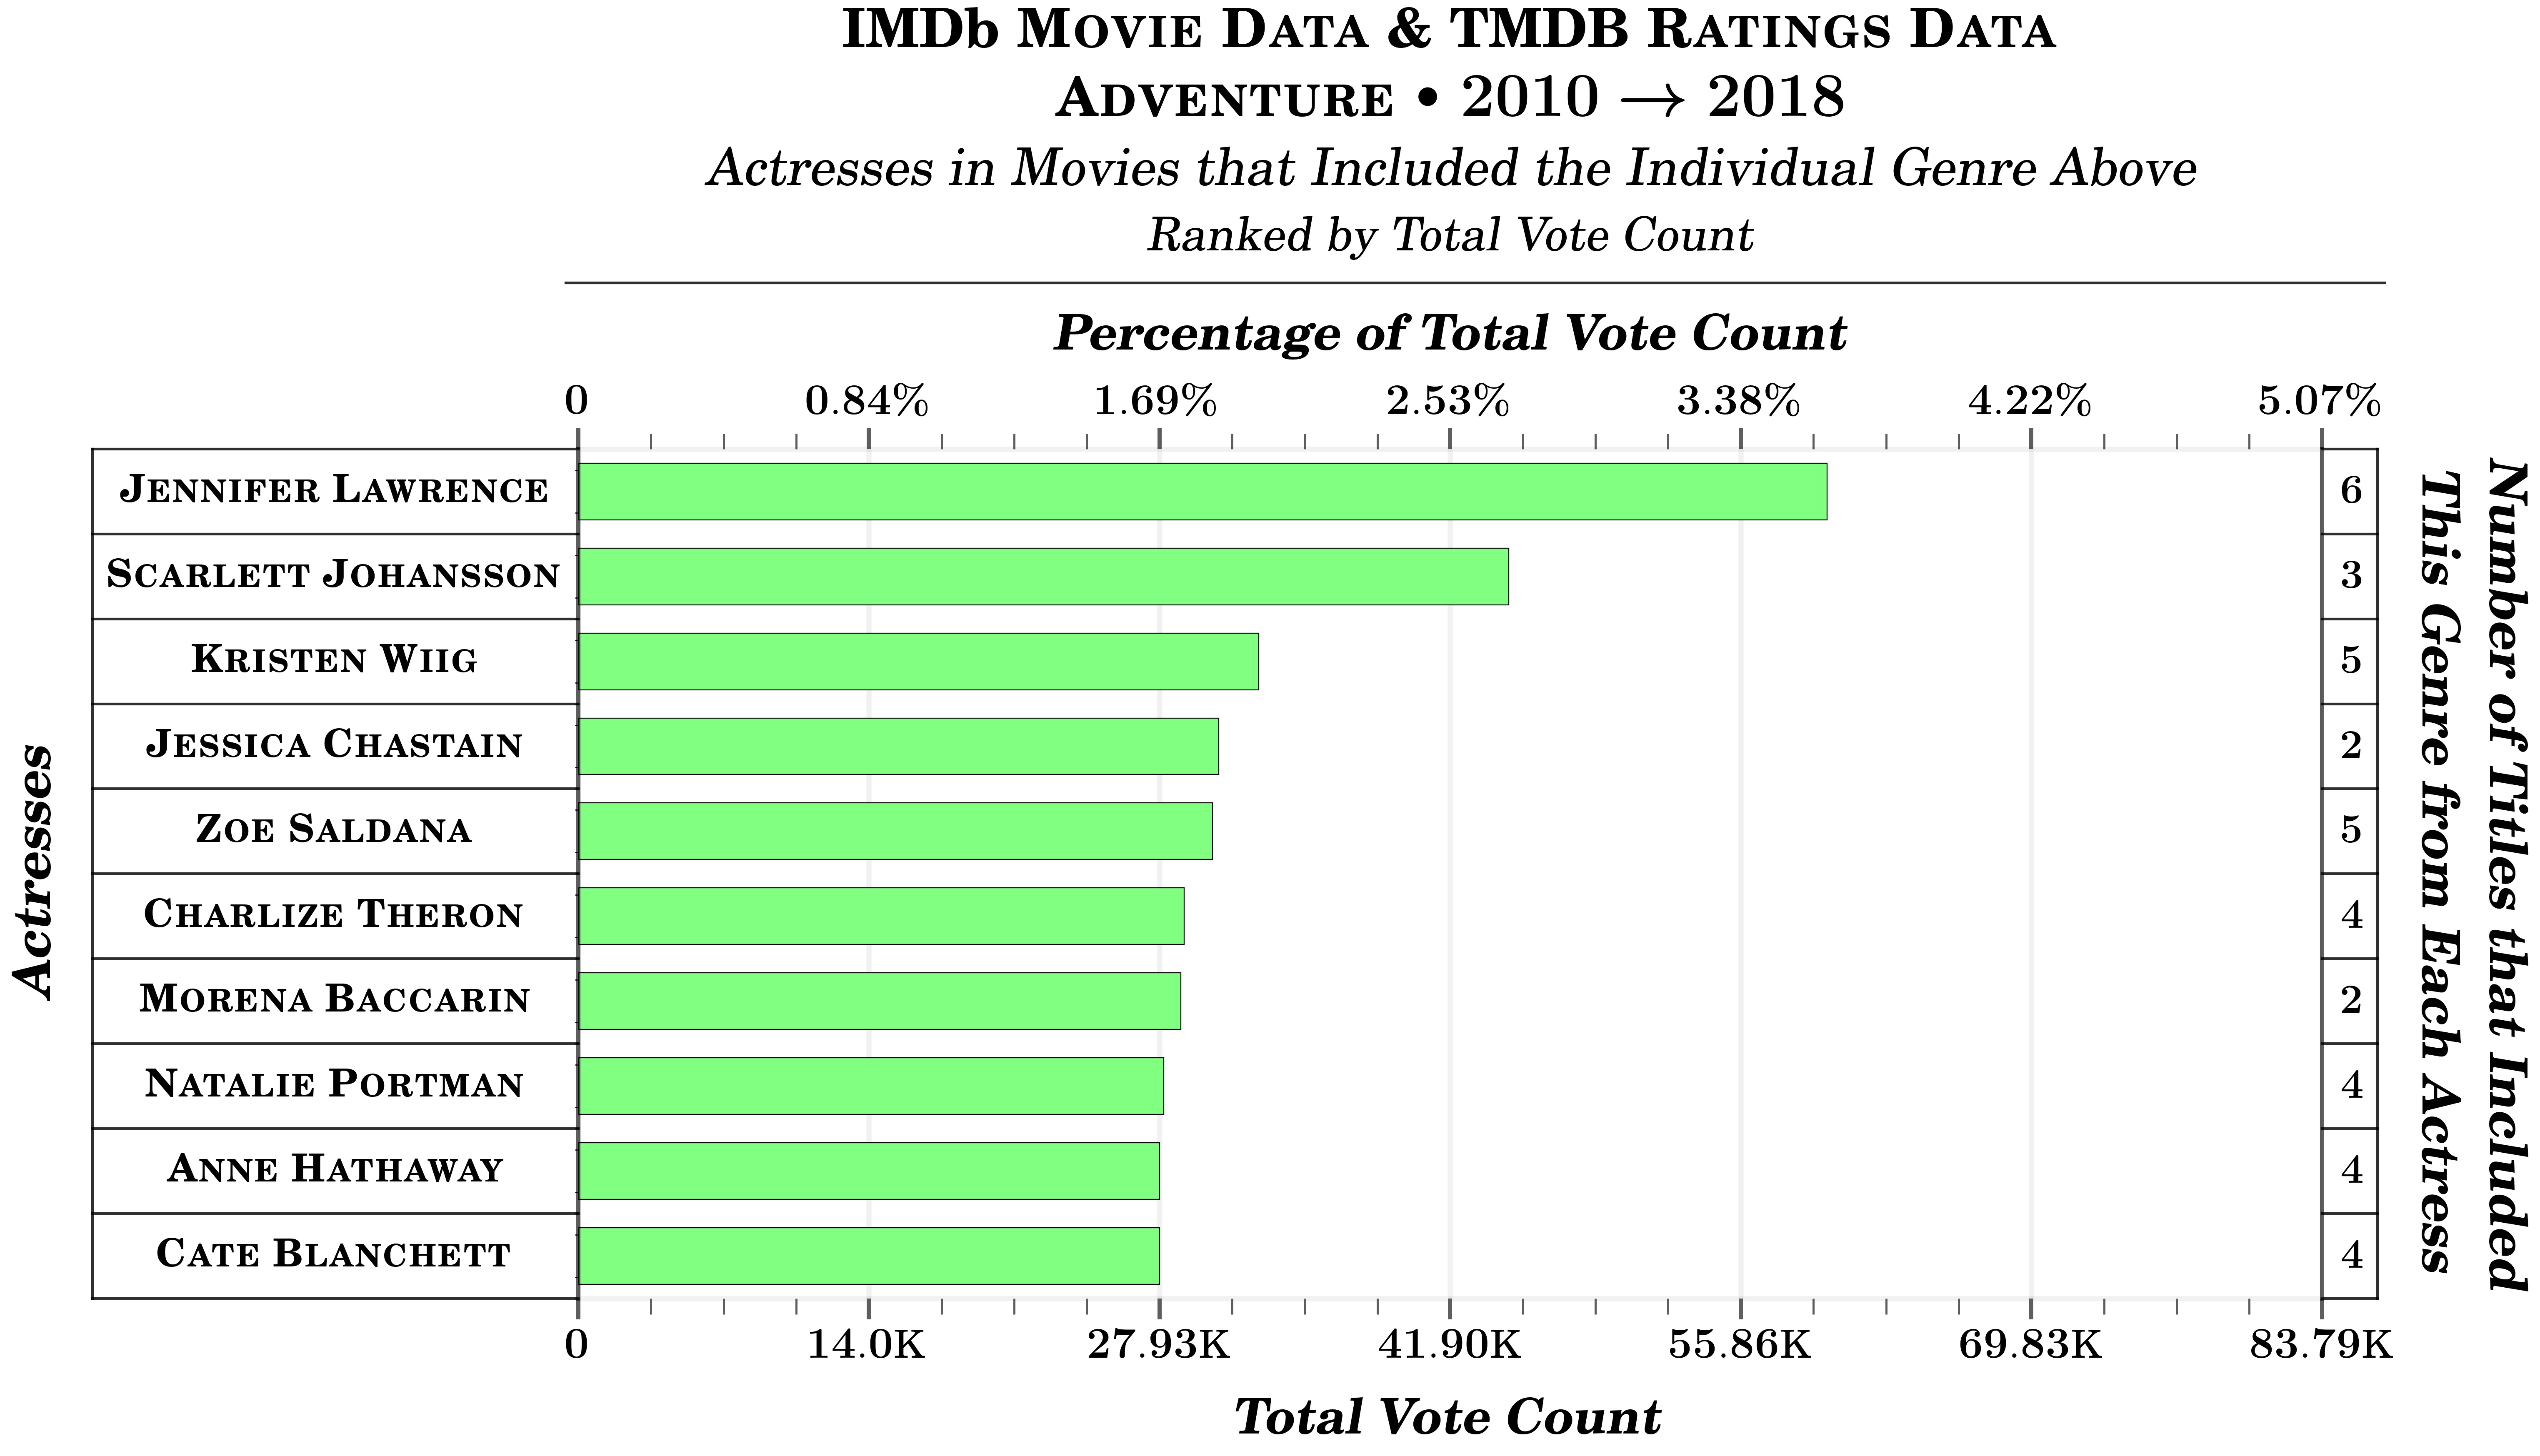 IMDb Movie Data & TMDB Ratings Data
Adventure • 2010 → 2018
Actresses in Movies that Included the Individual Genre Above
Ranked by Total Vote Count
Percentage of Total Vote Count
0 0.84% 1.69% 2.53% 3.38% 4.22% 5.07%
Actresses
Jennifer Lawrence 6
Scarlett Johansson 3
Kristen Wiig 5
Jessica Chastain 2
Zoe Saldana 5
Charlize Theron 4
Morena Baccarin 2
Natalie Portman 4
Anne Hathaway 4
Cate Blanchett 4
Number of Titles that Included
This Genre from Each Actress
0 14.0K 27.93K 41.90K 55.86K 69.83K 83.79K
Total Vote Count